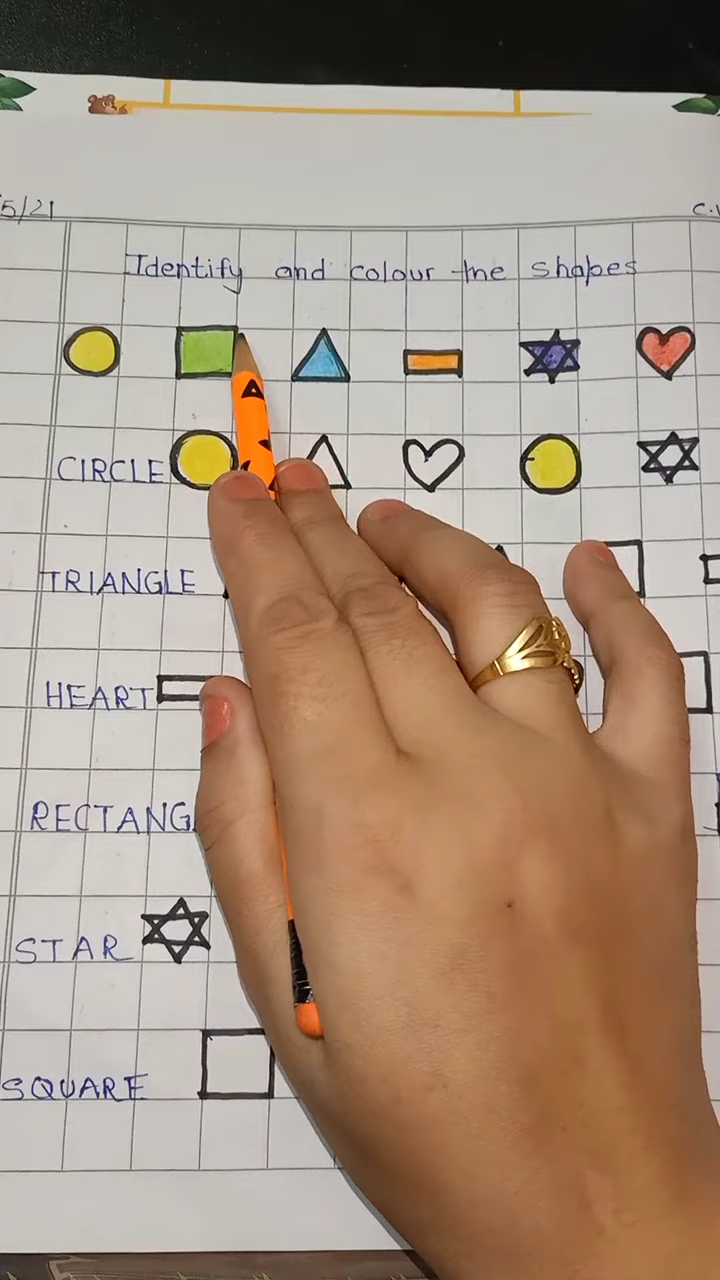 5/21
C.
Identify and colour the shapes
CIRCLE
TRIANGLE
HEART
RECTANG
STAR
SQUARE